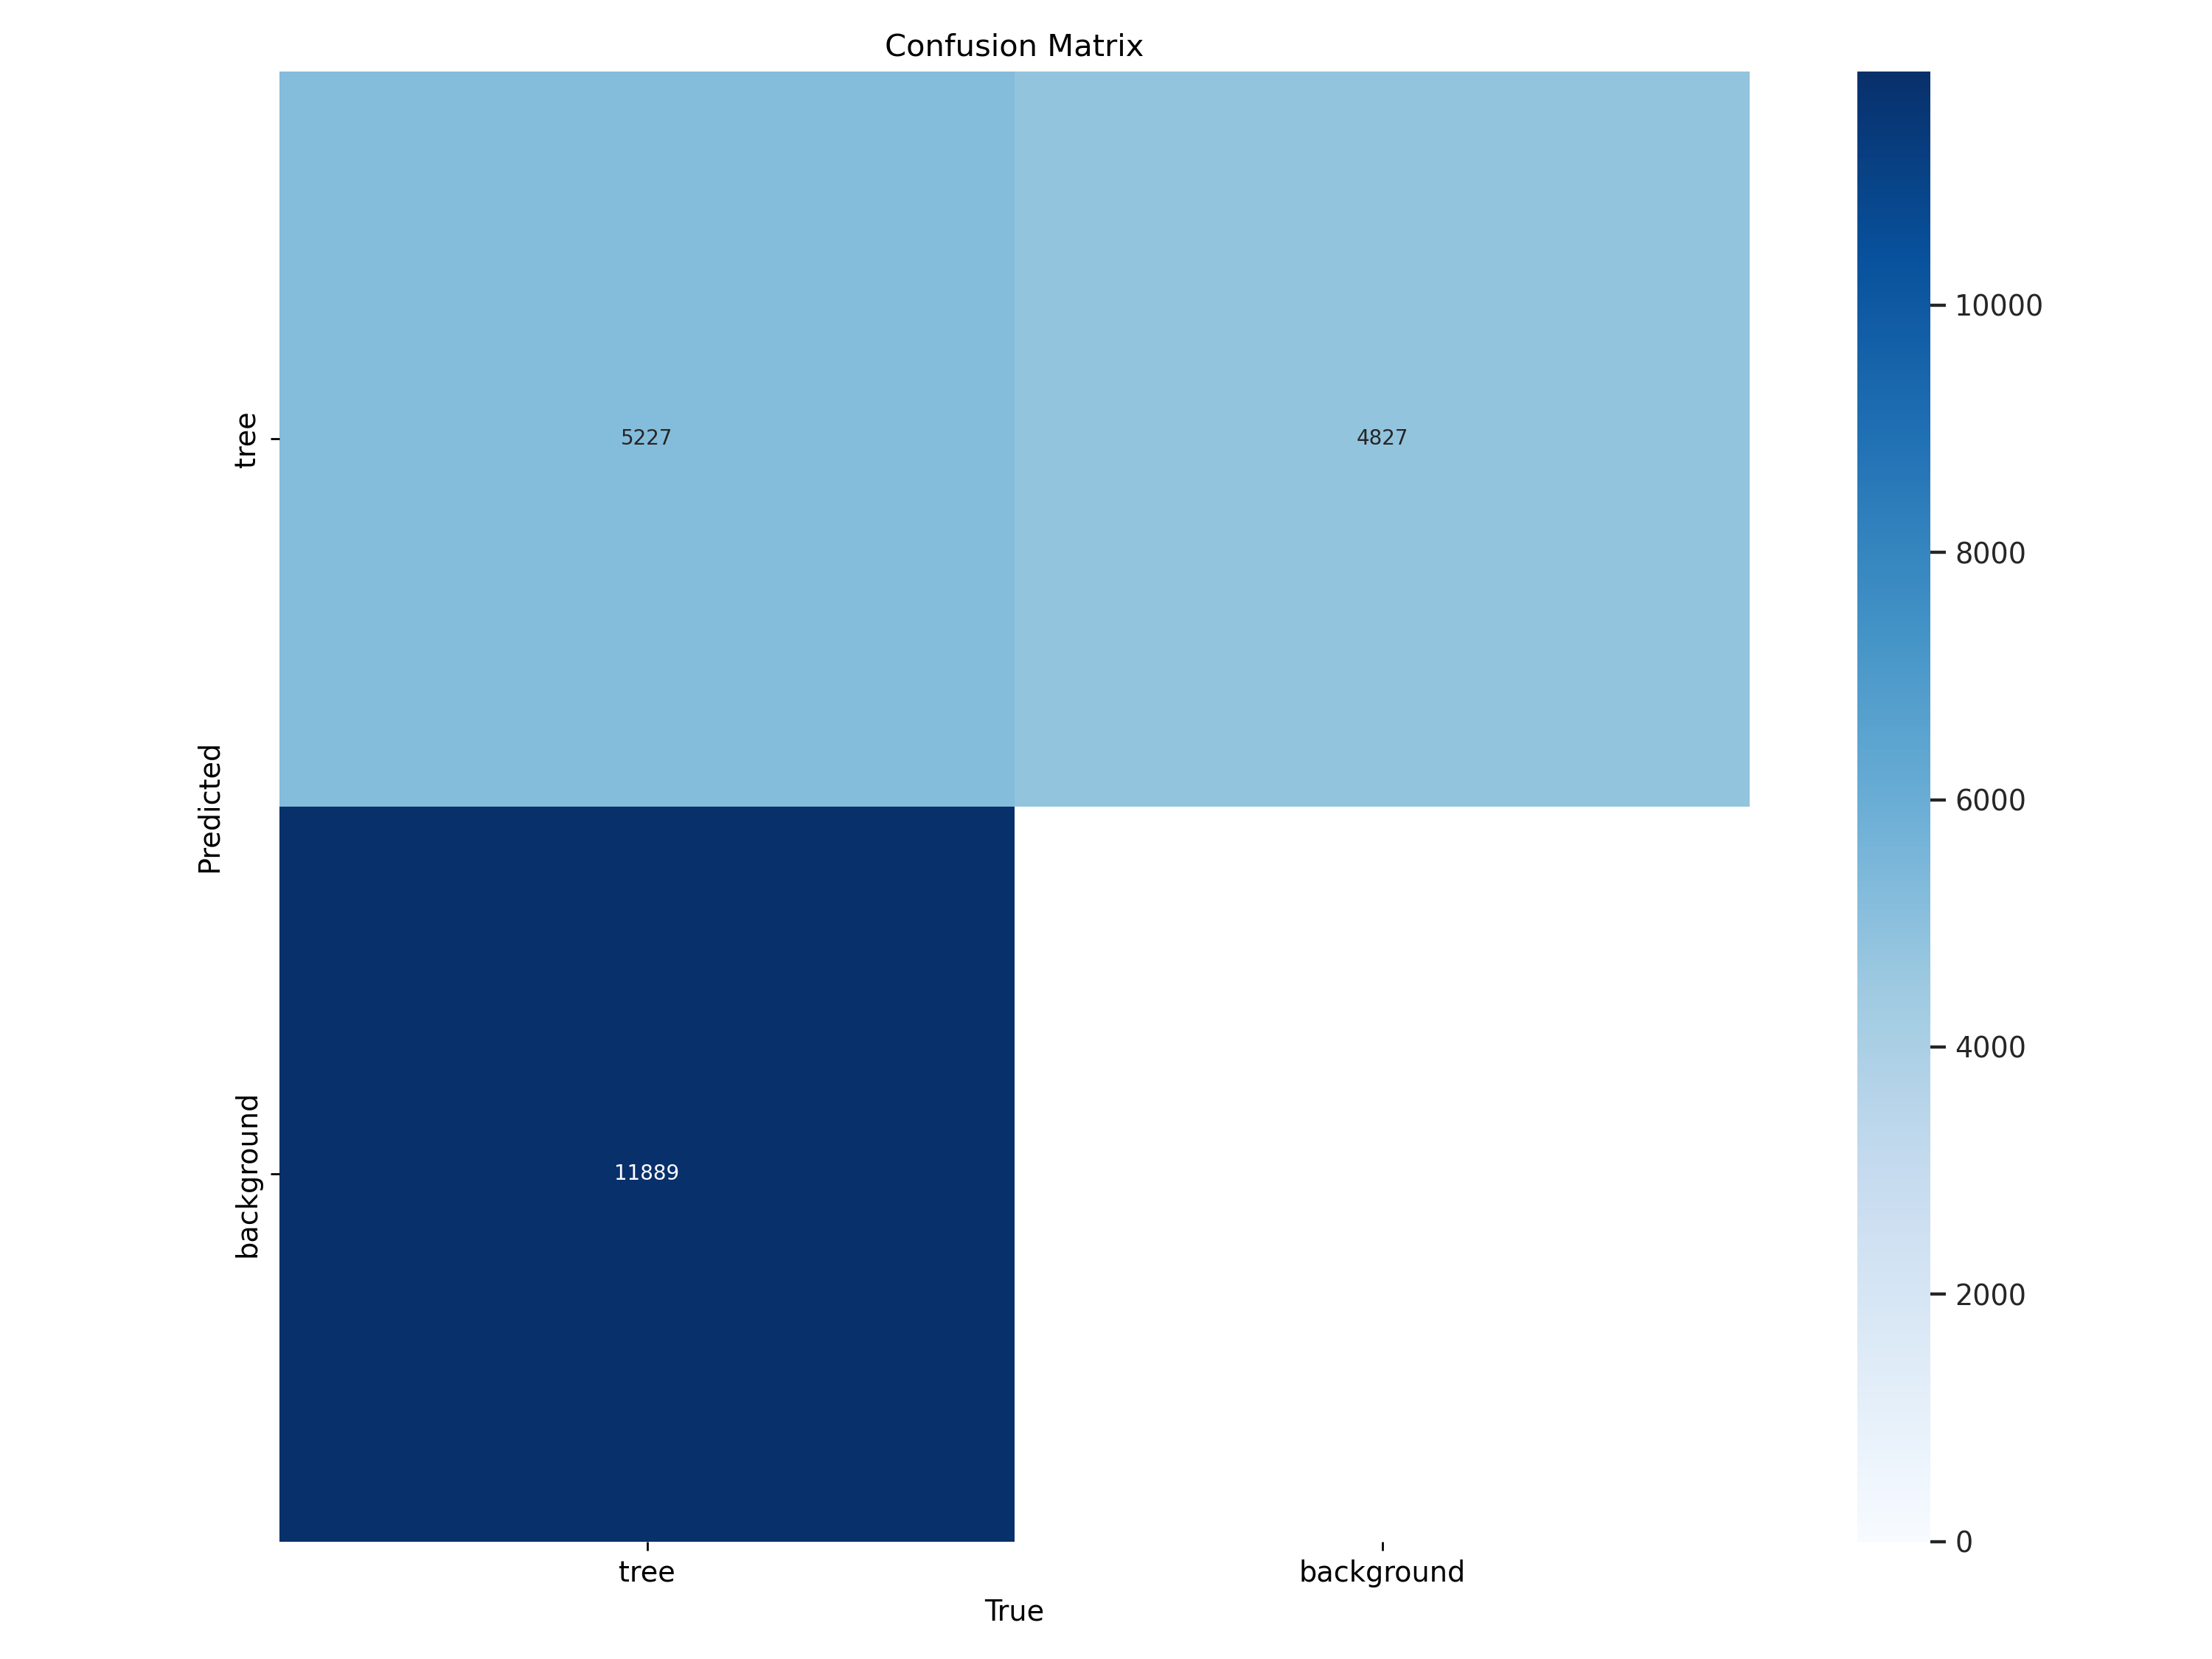 Confusion Matrix
tree
5227
4827
10000
8000
6000
Predicted
4000
background
11889
2000
0
tree
background
True